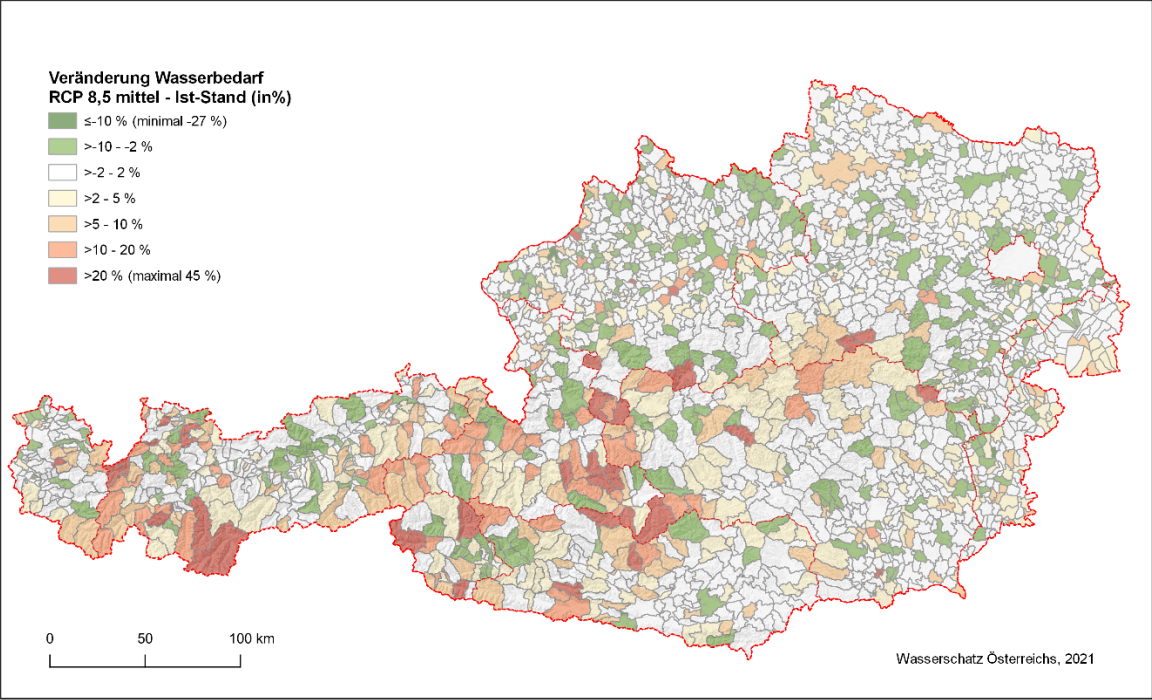 Veränderung Wasserbedarf
RCP 8,5 mittel - Ist-Stand (in%)
≤-10 % (minimal -27 %)
>-10 - -2 %
>-2 - 2 %
>2 - 5 %
>5 - 10 %
>10 - 20 %
>20 % (maximal 45 %)
0 50 100 km
Wasserschatz Österreichs, 2021